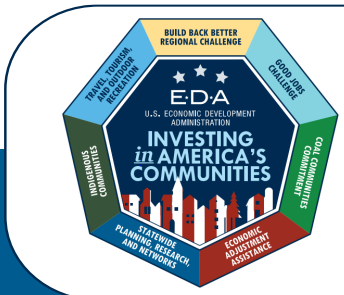 BUILD BACK BETTER
REGIONAL CHALLENGE
GOOD JOBS
CHALLENGE
COAL COMMUNITIES
COMMITMENT
ECONOMIC
ADJUSTMENT
ASSISTANCE
STATEWIDE
PLANNING, RESEARCH,
AND NETWORKS
INDIGENOUS
COMMUNITIES
TRAVEL, TOURISM,
AND OUTDOOR
RECREATION
E·D·A
U.S. ECONOMIC DEVELOPMENT
ADMINISTRATION
INVESTING
in AMERICA'S
COMMUNITIES